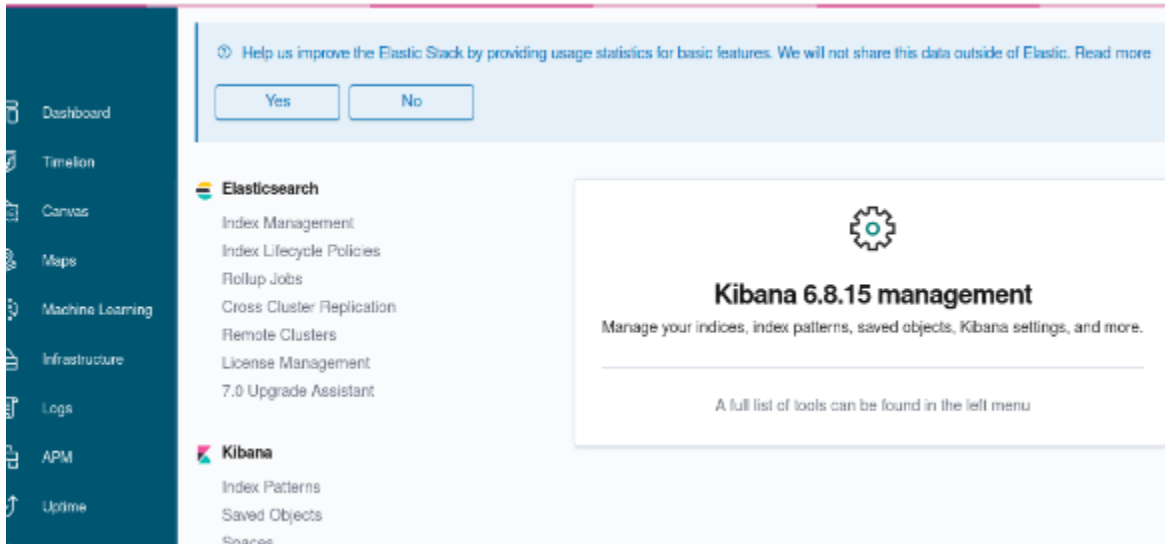 Help us improve the Elastic Stack by providing usage statistics for basic features. We will not share this data outside of Elastic. Read more
Yes
No
Dashboard
Timelion
Canvas
Maps
Machine Learning
Infrastructure
Logs
APM
Uptime
Elasticsearch
Index Management
Index Lifecycle Policies
Rollup Jobs
Cross Cluster Replication
Remote Clusters
License Management
7.0 Upgrade Assistant
Kibana
Index Patterns
Saved Objects
Spaces
Kibana 6.8.15 management
Manage your indices, index patterns, saved objects, Kibana settings, and more.
A full list of tools can be found in the left menu